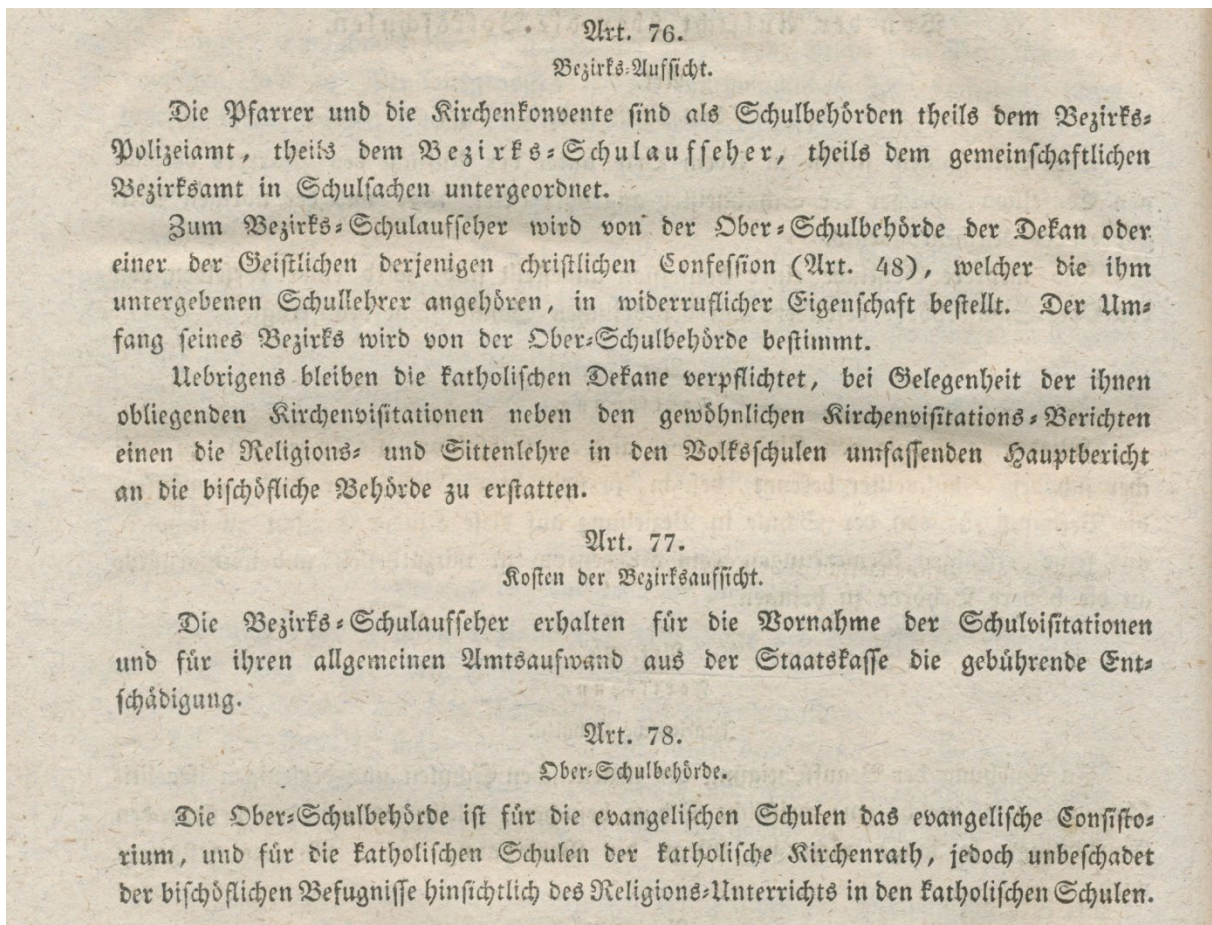 Art. 76.
Bezirks-Aufsicht.
Die Pfarrer und die Kirchenkonvente sind als Schulbehörden theils dem Bezirks-
Polizeiamt, theils dem Bezirks-Schulaufseher, theils dem gemeinschaftlichen
Bezirksamt in Schulsachen untergeordnet.
Zum Bezirks-Schulaufseher wird von der Ober-Schulbehörde der Dekan oder
einer der Geistlichen derjenigen christlichen Confession (Art. 48), welcher die ihm
untergebenen Schullehrer angehören, in widerruflicher Eigenschaft bestellt. Der Um-
fang seines Bezirks wird von der Ober-Schulbehörde bestimmt.
Uebrigens bleiben die katholischen Dekane verpflichtet, bei Gelegenheit der ihnen
obliegenden Kirchenvisitationen neben den gewöhnlichen Kirchenvisitations-Berichten
einen die Religions- und Sittenlehre in den Volksschulen umfassenden Hauptbericht
an die bischöfliche Behörde zu erstatten.
Art. 77.
Kosten der Bezirksaufsicht.
Die Bezirks-Schulaufseher erhalten für die Vornahme der Schulvisitationen
und für ihren allgemeinen Amtsaufwand aus der Staatskasse die gebührende Ent-
schädigung.
Art. 78.
Ober-Schulbehörde.
Die Ober-Schulbehörde ist für die evangelischen Schulen das evangelische Consisto-
rium, und für die katholischen Schulen der katholische Kirchenrath, jedoch unbeschadet
der bischöflichen Befugnisse hinsichtlich des Religions-Unterrichts in den katholischen Schulen.